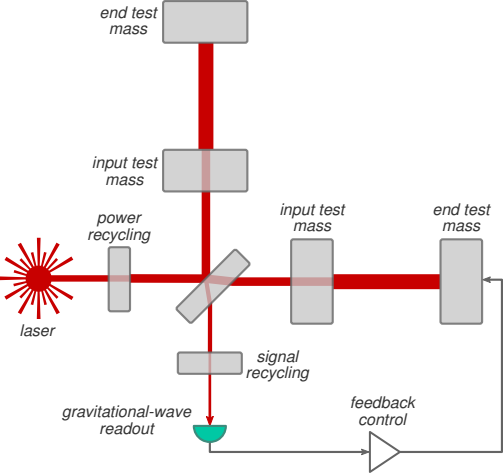 end test
mass
input test
mass
power
recycling
input test
mass
end test
mass
laser
signal
recycling
gravitational-wave
readout
feedback
control